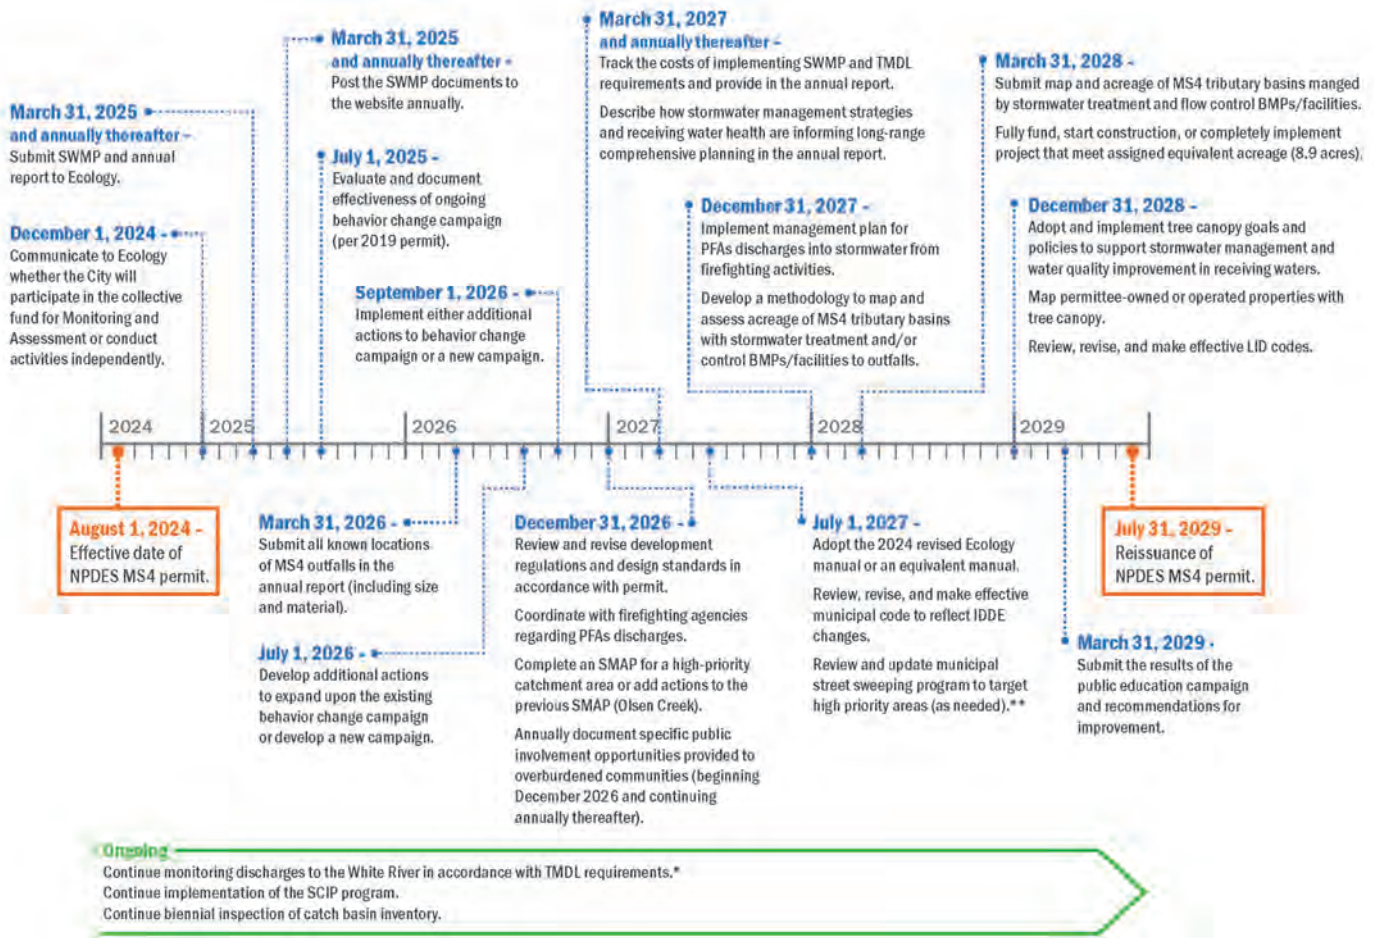 March 31, 2025
and annually thereafter –
Submit SWMP and annual
report to Ecology.
December 1, 2024 -
Communicate to Ecology
whether the City will
participate in the collective
fund for Monitoring and
Assessment or conduct
activities independently.
March 31, 2025
and annually thereafter –
Post the SWMP documents to
the website annually.
July 1, 2025 -
Evaluate and document
effectiveness of ongoing
behavior change campaign
(per 2019 permit).
September 1, 2026 -
Implement either additional
actions to behavior change
campaign or a new campaign.
March 31, 2027
and annually thereafter –
Track the costs of implementing SWMP and TMDL
requirements and provide in the annual report.
Describe how stormwater management strategies
and receiving water health are informing long-range
comprehensive planning in the annual report.
December 31, 2027 -
Implement management plan for
PFAs discharges into stormwater from
firefighting activities.
Develop a methodology to map and
assess acreage of MS4 tributary basins
with stormwater treatment and/or
control BMPs/facilities to outfalls.
March 31, 2028 -
Submit map and acreage of MS4 tributary basins manged
by stormwater treatment and flow control BMPs/facilities.
Fully fund, start construction, or completely implement
project that meet assigned equivalent acreage (8.9 acres).
December 31, 2028 -
Adopt and implement tree canopy goals and
policies to support stormwater management and
water quality improvement in receiving waters.
Map permittee-owned or operated properties with
tree canopy.
Review, revise, and make effective LID codes.
2024 2025 2026 2027 2028 2029
August 1, 2024 -
Effective date of
NPDES MS4 permit.
March 31, 2026 -
Submit all known locations
of MS4 outfalls in the
annual report (including size
and material).
July 1, 2026 -
Develop additional actions
to expand upon the existing
behavior change campaign
or develop a new campaign.
December 31, 2026 -
Review and revise development
regulations and design standards in
accordance with permit.
Coordinate with firefighting agencies
regarding PFAs discharges.
Complete an SMAP for a high-priority
catchment area or add actions to the
previous SMAP (Olsen Creek).
Annually document specific public
involvement opportunities provided to
overburdened communities (beginning
December 2026 and continuing
annually thereafter).
July 1, 2027 -
Adopt the 2024 revised Ecology
manual or an equivalent manual.
Review, revise, and make effective
municipal code to reflect IDDE
changes.
Review and update municipal
street sweeping program to target
high priority areas (as needed).**
July 31, 2029 -
Reissuance of
NPDES MS4 permit.
March 31, 2029 -
Submit the results of the
public education campaign
and recommendations for
improvement.
Ongoing
Continue monitoring discharges to the White River in accordance with TMDL requirements.*
Continue implementation of the SCIP program.
Continue biennial inspection of catch basin inventory.